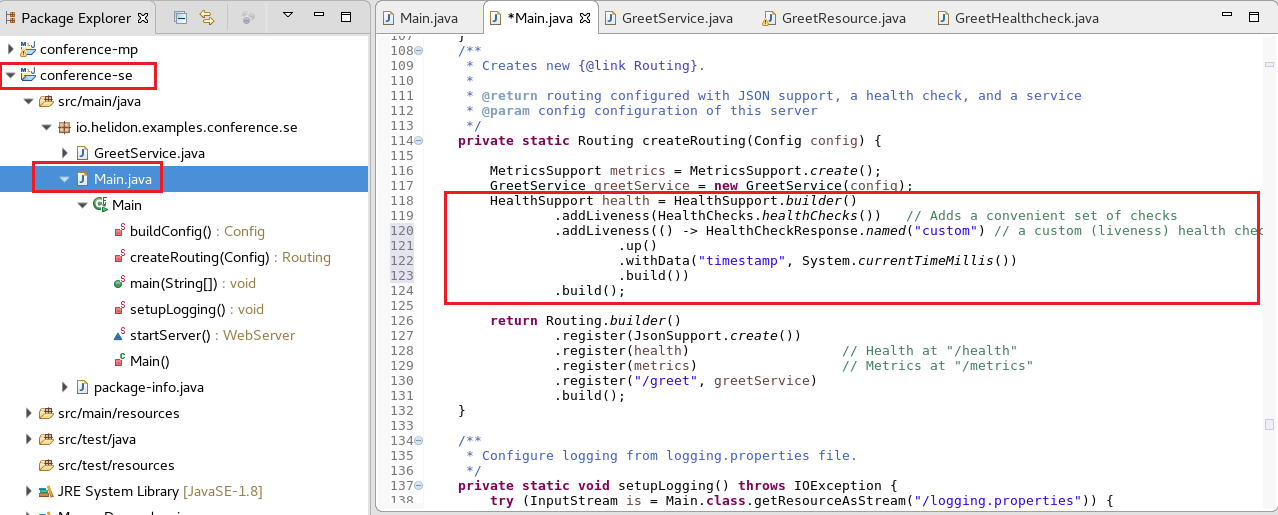 Package Explorer
conference-mp
conference-se
src/main/java
io.helidon.examples.conference.se
GreetService.java
Main.java
Main
buildConfig() : Config
createRouting(Config) : Routing
main(String[]) : void
setupLogging() : void
startServer() : WebServer
Main()
package-info.java
src/main/resources
src/test/java
src/test/resources
JRE System Library [JavaSE-1.8]
Main.java
*Main.java
GreetService.java
GreetResource.java
GreetHealthcheck.java
107 }
108 /**
109 * Creates new {@link Routing}.
110 *
111 * @return routing configured with JSON support, a health check, and a service
112 * @param config configuration of this server
113 */
114 private static Routing createRouting(Config config) {
115
116 MetricsSupport metrics = MetricsSupport.create();
117 GreetService greetService = new GreetService(config);
118 HealthSupport health = HealthSupport.builder()
119 .addLiveness(HealthChecks.healthChecks()) // Adds a convenient set of checks
120 .addLiveness(() -> HealthCheckResponse.named("custom") // a custom (liveness) health chec
121 .up()
122 .withData("timestamp", System.currentTimeMillis())
123 .build())
124 .build();
125
126 return Routing.builder()
127 .register(JsonSupport.create())
128 .register(health) // Health at "/health"
129 .register(metrics) // Metrics at "/metrics"
130 .register("/greet", greetService)
131 .build();
132 }
133
134 /**
135 * Configure logging from logging.properties file.
136 */
137 private static void setupLogging() throws IOException {
138 try (InputStream is = Main.class.getResourceAsStream("/logging.properties")) {